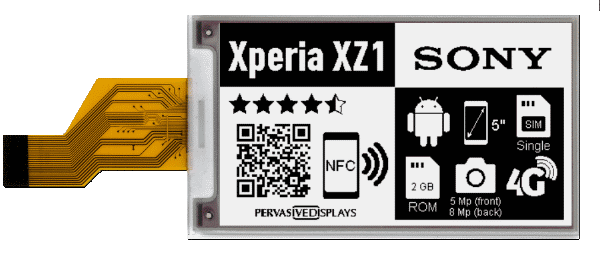 Xperia XZ1
SONY
5"
SIM
Single
NFC
2 GB
ROM
5 Mp (front)
8 Mp (back)
4G
PERVASIVEDISPLAYS